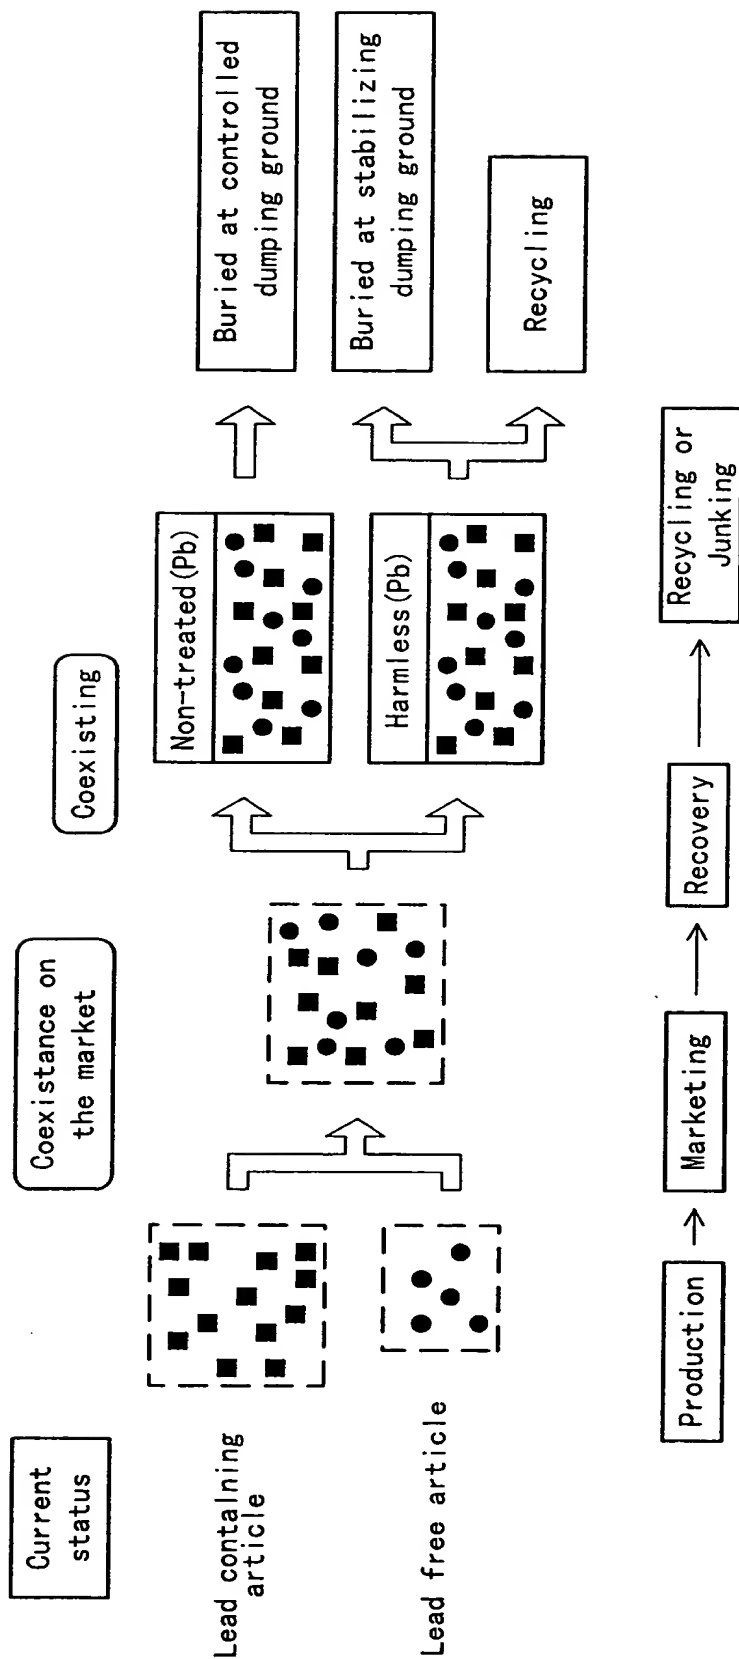 Current
status
Coexistance on
the market
Coexisting
Lead contalning
article
Lead free article
Non-treated(Pb)
Harmless(Pb)
Buried at controlled
dumping ground
Buried at stabilizing
dumping ground
Recycling
Production
Marketing
Recovery
Recycling or
Junking